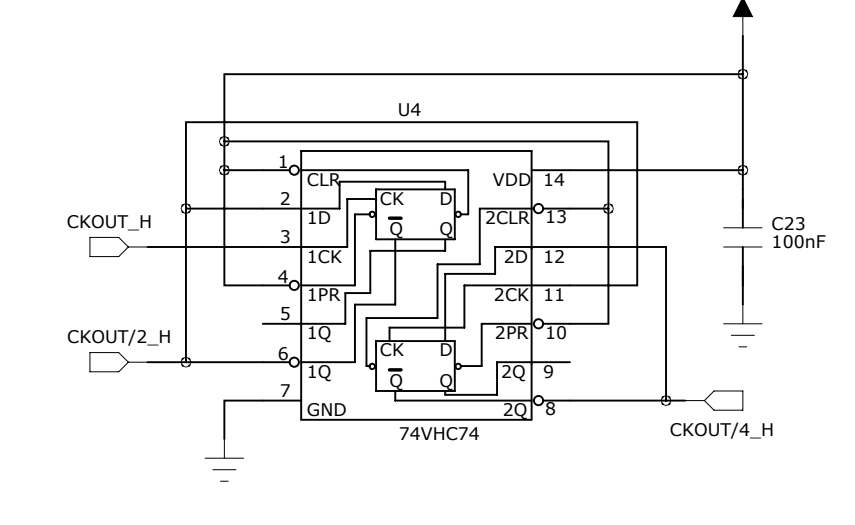 U4
1
CLR
VDD
14
2
1D
CK
D
2CLR
13
CKOUT_H
Q
Q
C23
3
1CK
2D
12
100nF
4
1PR
2CK
11
5
1Q
2PR
10
CKOUT/2_H
CK
D
6
1Q
2Q
9
Q
Q
7
GND
2Q
8
74VHC74
CKOUT/4_H